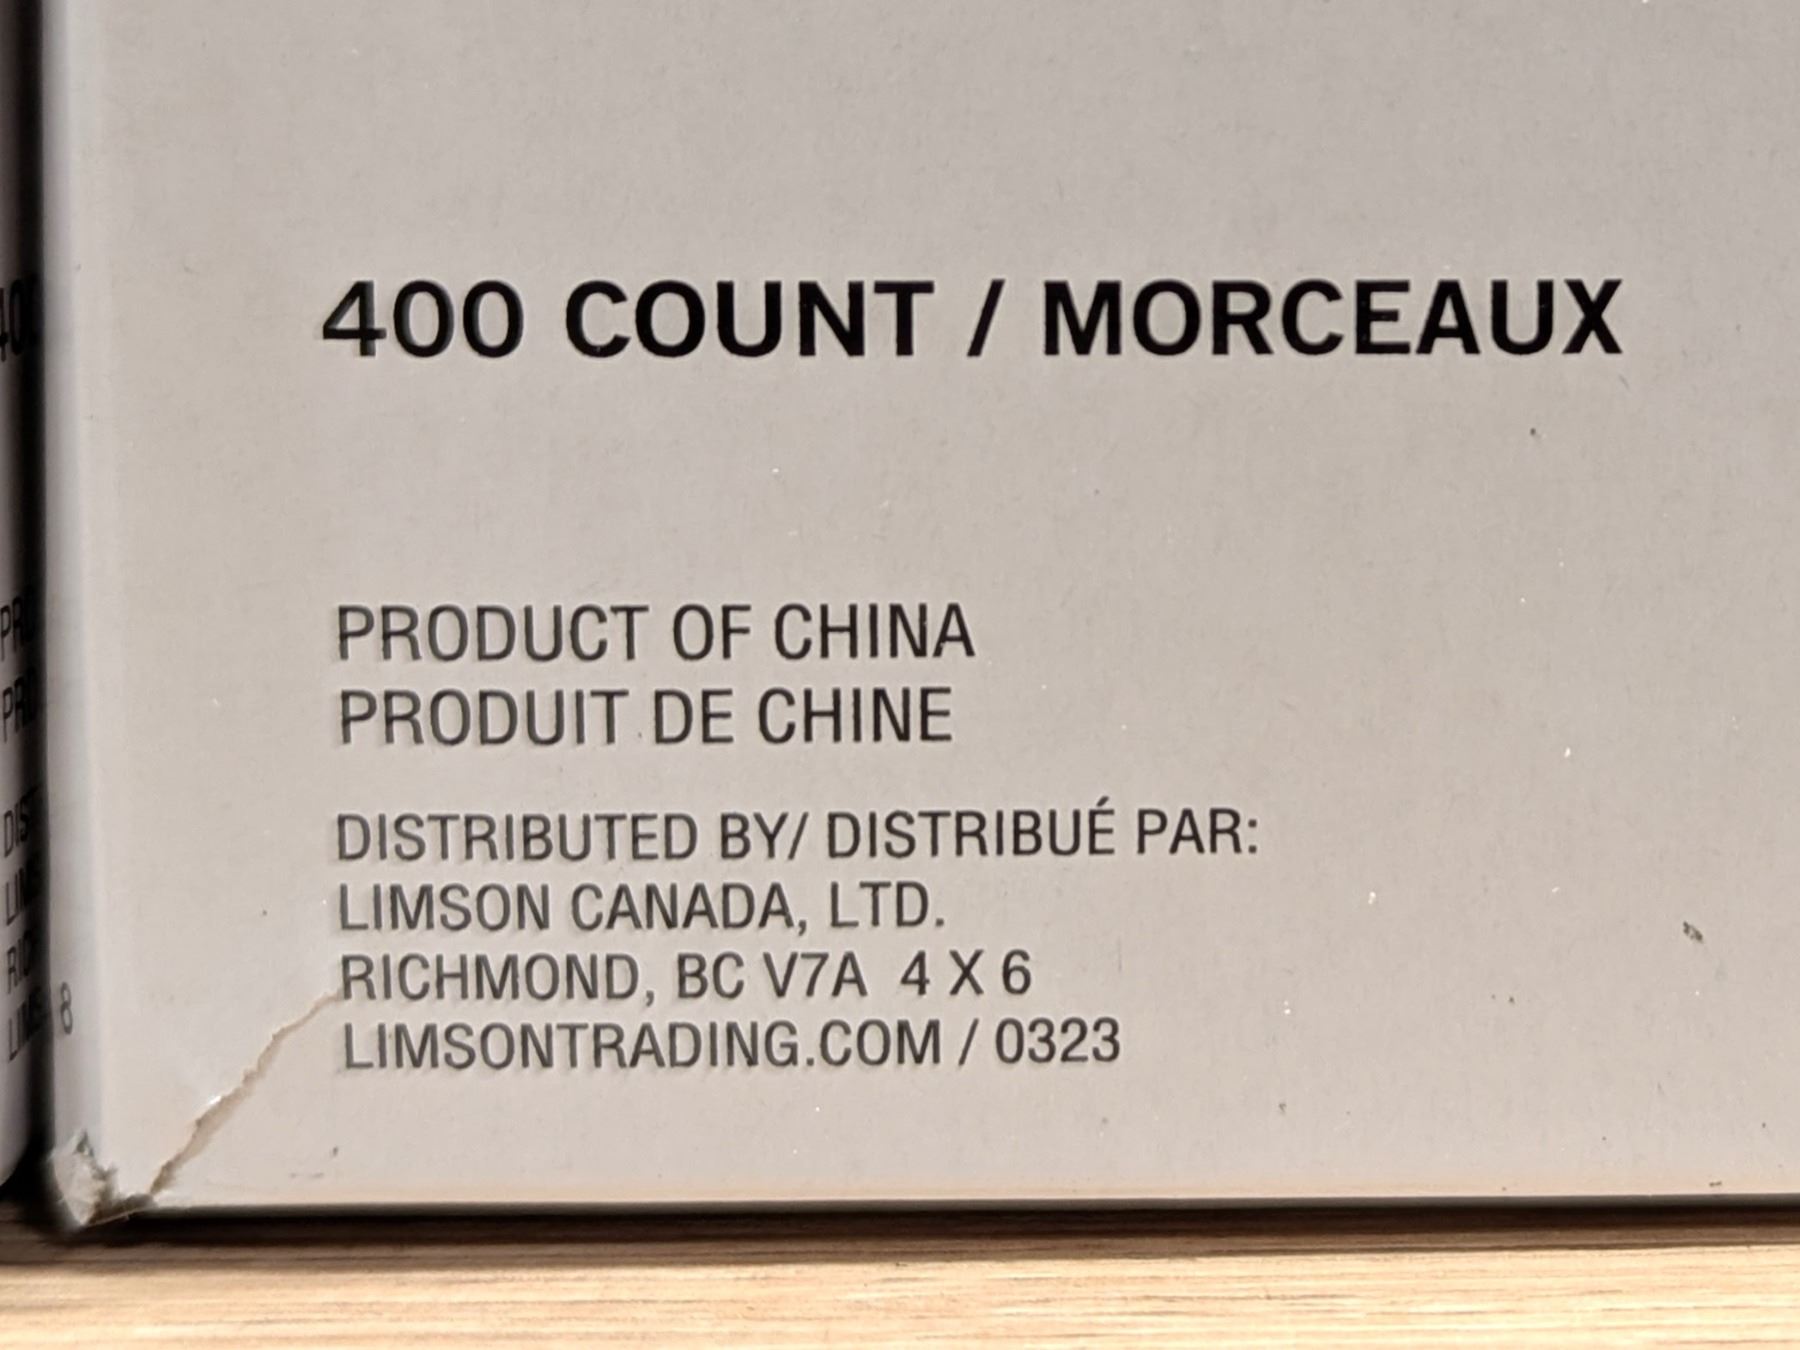 400 COUNT / MORCEAUX
PRODUCT OF CHINA
PRODUIT DE CHINE
DISTRIBUTED BY/ DISTRIBUÉ PAR:
LIMSON CANADA, LTD.
RICHMOND, BC V7A 4 X 6
LIMSONTRADING.COM / 0323
8